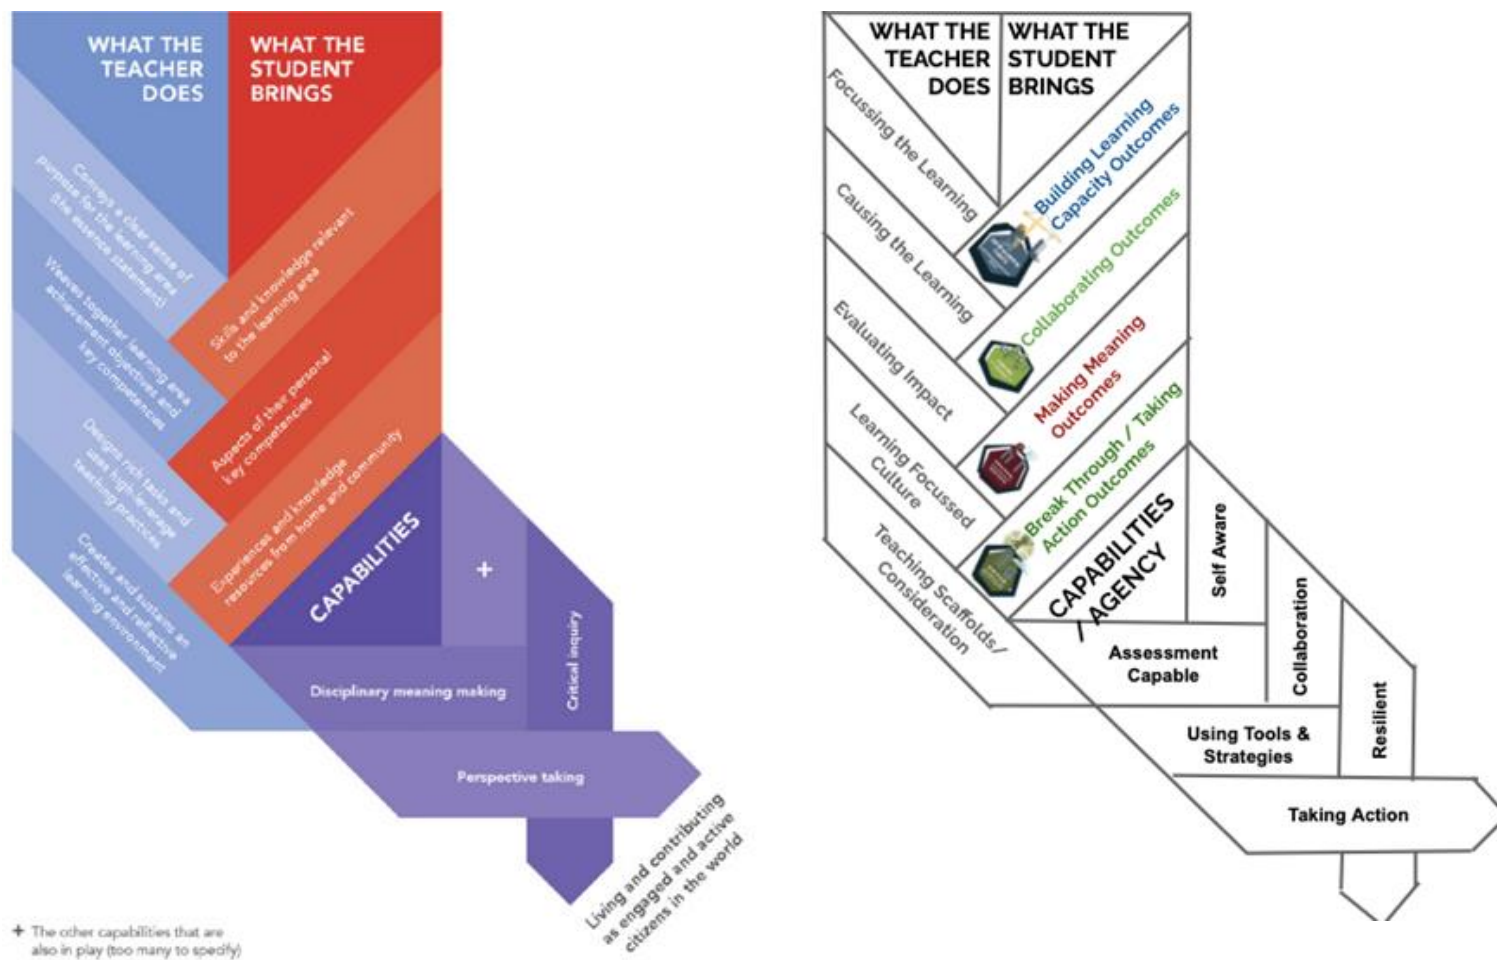 WHAT THE
TEACHER
DOES
WHAT THE
STUDENT
BRINGS
Conveys a clear sense of
purpose for the learning area
(the essence statement)
Weaves together learning area
achievement objectives and
key competencies
Designs rich tasks and
uses high-leverage
teaching practices
Creates and sustains an
effective and reflective
learning environment
Skills and knowledge relevant
to the learning area
Aspects of their personal
key competencies
Experiences and knowledge
resources from home and community
CAPABILITIES
+
Critical inquiry
Disciplinary meaning making
Perspective taking
Living and contributing
as engaged and active
citizens in the world
+ The other capabilities that are
also in play (too many to specify)
WHAT THE
TEACHER
DOES
WHAT THE
STUDENT
BRINGS
Focussing the Learning
Causing the Learning
Evaluating Impact
Learning Focussed
Culture
Teaching Scaffolds/
Consideration
Building Learning
Capacity Outcomes
Collaborating Outcomes
Making Meaning
Outcomes
Break Through / Taking
Action Outcomes
CAPABILITIES
/ AGENCY
Self Aware
Assessment
Capable
Collaboration
Using Tools &
Strategies
Resilient
Taking Action